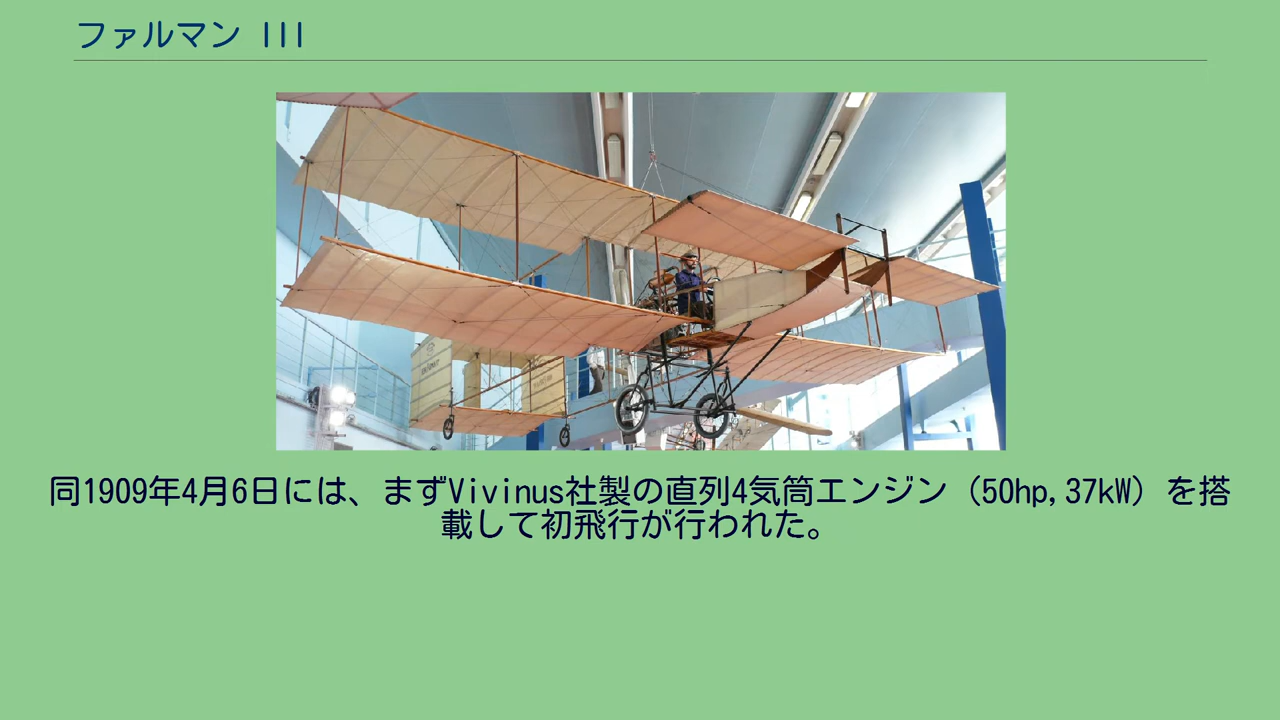 ファルマン III
同1909年4月6日には、まずVivinus社製の直列4気筒エンジン（50hp,37kW）を搭
載して初飛行が行われた。